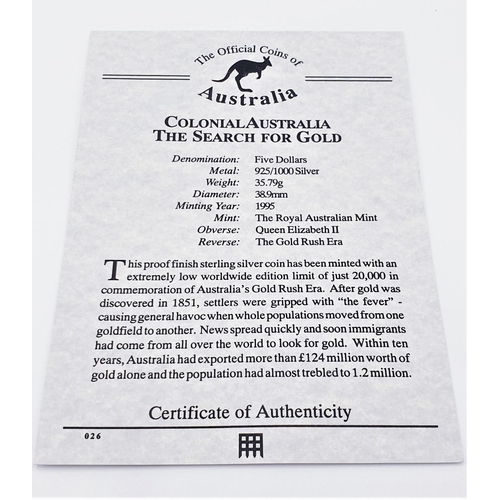 The Official Coins of
Australia
COLONIAL AUSTRALIA
THE SEARCH FOR GOLD
Denomination: Five Dollars
Metal: 925/1000 Silver
Weight: 35.79g
Diameter: 38.9mm
Minting Year: 1995
Mint: The Royal Australian Mint
Obverse: Queen Elizabeth II
Reverse: The Gold Rush Era
This proof finish sterling silver coin has been minted with an
extremely low worldwide edition limit of just 20,000 in
commemoration of Australia's Gold Rush Era. After gold was
discovered in 1851, settlers were gripped with "the fever" -
causing general havoc when whole populations moved from one
goldfield to another. News spread quickly and soon immigrants
had come from all over the world to look for gold. Within ten
years, Australia had exported more than £124 million worth of
gold alone and the population had almost trebled to 1.2 million.
Certificate of Authenticity
026